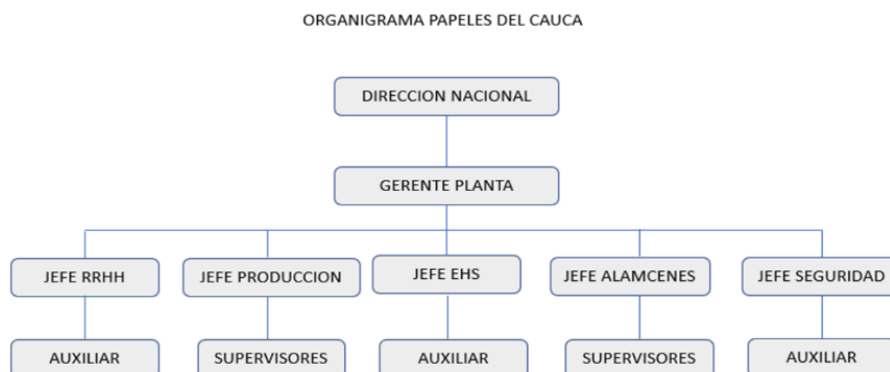 ORGANIGRAMA PAPELES DEL CAUCA
DIRECCION NACIONAL
GERENTE PLANTA
JEFE RRHH
JEFE PRODUCCION
JEFE EHS
JEFE ALAMCENES
JEFE SEGURIDAD
AUXILIAR
SUPERVISORES
AUXILIAR
SUPERVISORES
AUXILIAR